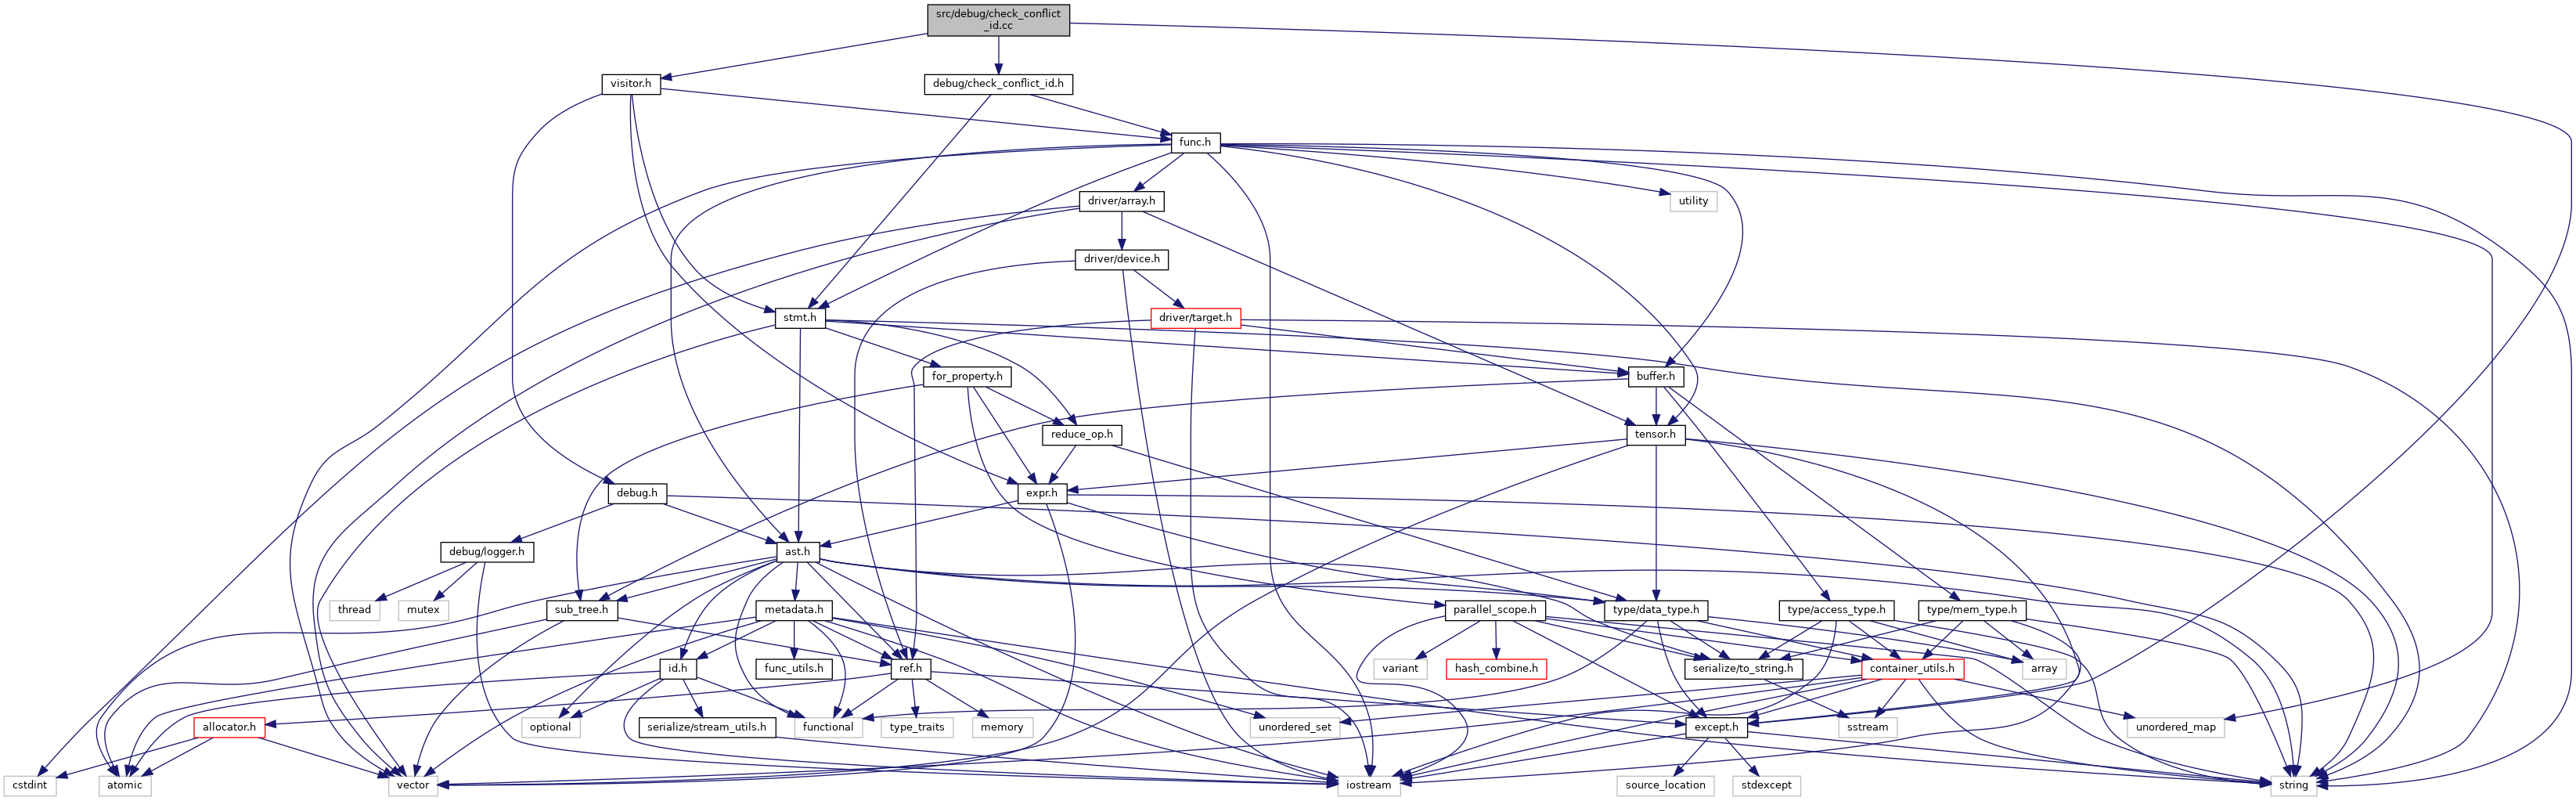 src/debug/check_conflict
_id.cc
visitor.h
debug/check_conflict_id.h
func.h
driver/array.h
utility
driver/device.h
stmt.h
driver/target.h
for_property.h
buffer.h
reduce_op.h
tensor.h
debug.h
expr.h
debug/logger.h
ast.h
thread
mutex
sub_tree.h
metadata.h
parallel_scope.h
type/data_type.h
type/access_type.h
type/mem_type.h
id.h
func_utils.h
ref.h
variant
hash_combine.h
serialize/to_string.h
container_utils.h
array
allocator.h
optional
serialize/stream_utils.h
functional
type_traits
memory
unordered_set
except.h
sstream
unordered_map
cstdint
atomic
vector
iostream
source_location
stdexcept
string